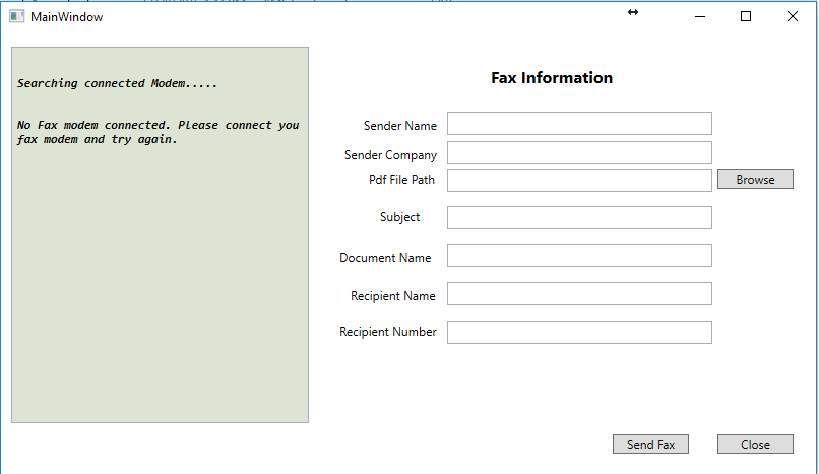 MainWindow
Searching connected Modem.....
No Fax modem connected. Please connect you
fax modem and try again.
Fax Information
Sender Name
Sender Company
Pdf File Path
Browse
Subject
Document Name
Recipient Name
Recipient Number
Send Fax
Close